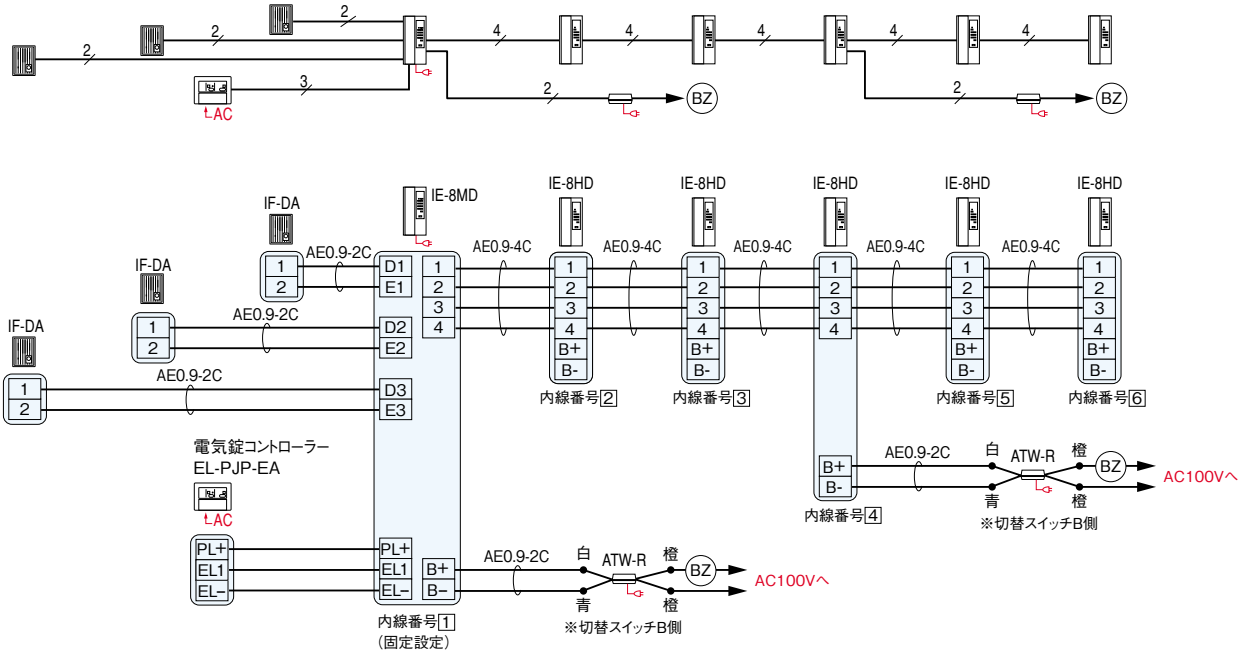 2
2
2
3
AC
4
4
4
4
4
2
BZ
2
BZ
IF-DA
IE-8MD
IE-8HD
IE-8HD
IE-8HD
IE-8HD
IE-8HD
AE0.9-2C
AE0.9-4C
AE0.9-4C
AE0.9-4C
AE0.9-4C
AE0.9-4C
1
2
D1
E1
1
2
3
4
1
2
3
4
B+
B-
1
2
3
4
B+
B-
1
2
3
4
1
2
3
4
B+
B-
1
2
3
4
B+
B-
内線番号2
内線番号3
内線番号5
内線番号6
IF-DA
AE0.9-2C
1
2
D2
E2
IF-DA
AE0.9-2C
1
2
D3
E3
B+
B-
内線番号4
AE0.9-2C
白
青
ATW-R
橙
橙
BZ
AC100Vへ
※切替スイッチB側
電気錠コントローラー
EL-PJP-EA
AC
PL+
EL1
EL−
PL+
EL1
EL−
B+
B−
内線番号1
(固定設定)
AE0.9-2C
白
青
ATW-R
橙
橙
BZ
AC100Vへ
※切替スイッチB側